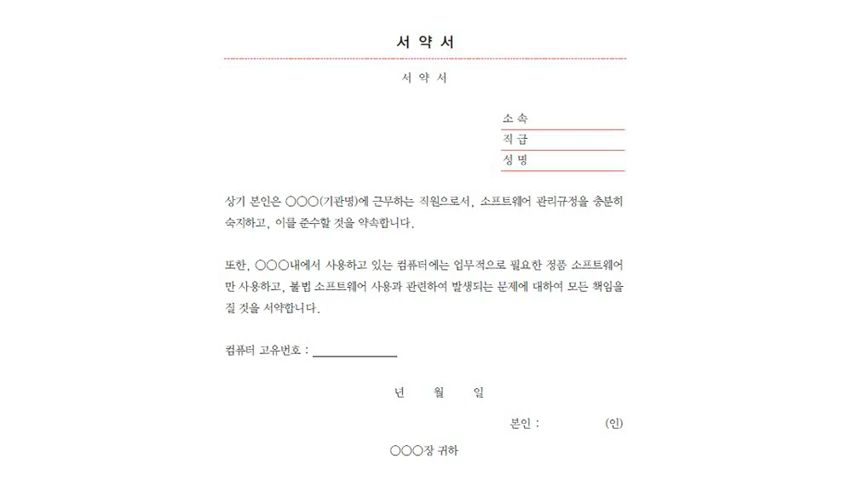 서 약 서
서 약 서
소 속
직 급
성 명
상기 본인은 ○○○(기관명)에 근무하는 직원으로서, 소프트웨어 관리규정을 충분히
숙지하고, 이를 준수할 것을 약속합니다.
또한, ○○○내에서 사용하고 있는 컴퓨터에는 업무적으로 필요한 정품 소프트웨어
만 사용하고, 불법 소프트웨어 사용과 관련하여 발생되는 문제에 대하여 모든 책임을
질 것을 서약합니다.
컴퓨터 고유번호 :
년 월 일
본인 : (인)
○○○장 귀하